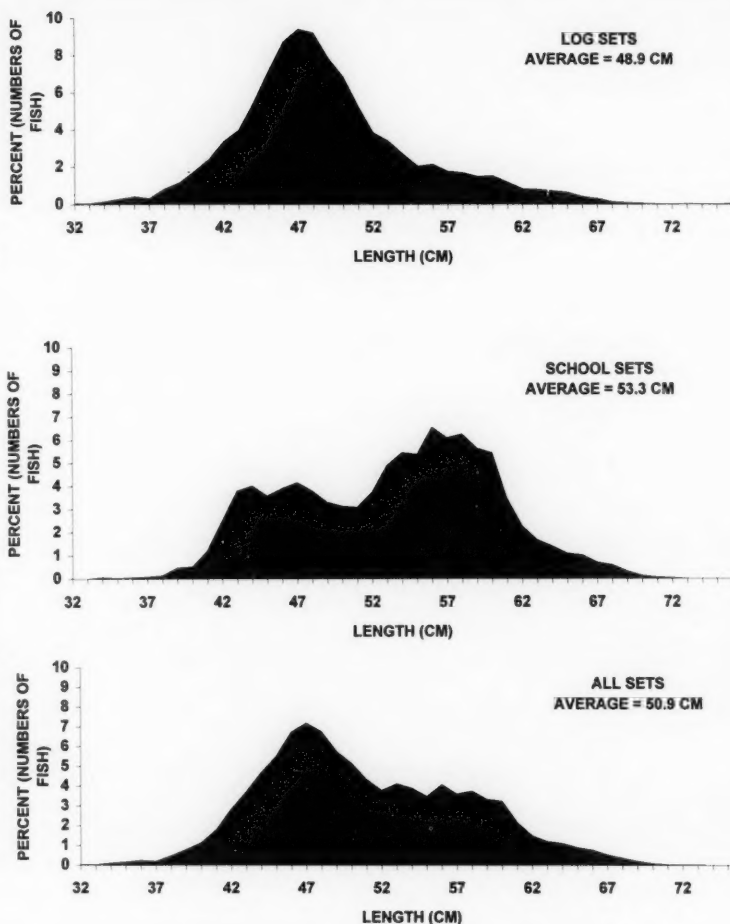 PERCENT (NUMBERS OF
FISH)
10
8
6
4
2
0
LOG SETS
AVERAGE = 48.9 CM
32 37 42 47 52 57 62 67 72
LENGTH (CM)
PERCENT (NUMBERS OF
FISH)
10
9
8
7
6
5
4
3
2
1
0
SCHOOL SETS
AVERAGE = 53.3 CM
32 37 42 47 52 57 62 67 72
LENGTH (CM)
PERCENT (NUMBERS OF
FISH)
10
9
8
7
6
5
4
3
2
1
0
ALL SETS
AVERAGE = 50.9 CM
32 37 42 47 52 57 62 67 72
LENGTH (CM)